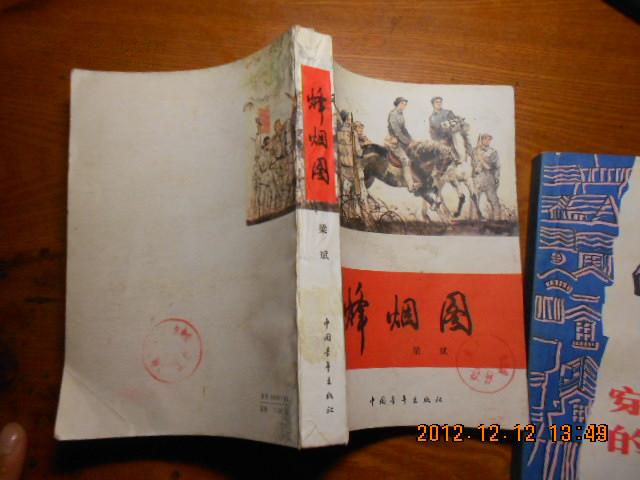 烽烟图
梁斌
中国青年出版社
烽烟图
梁斌
中国青年出版社
2012.12.12 13:49
的